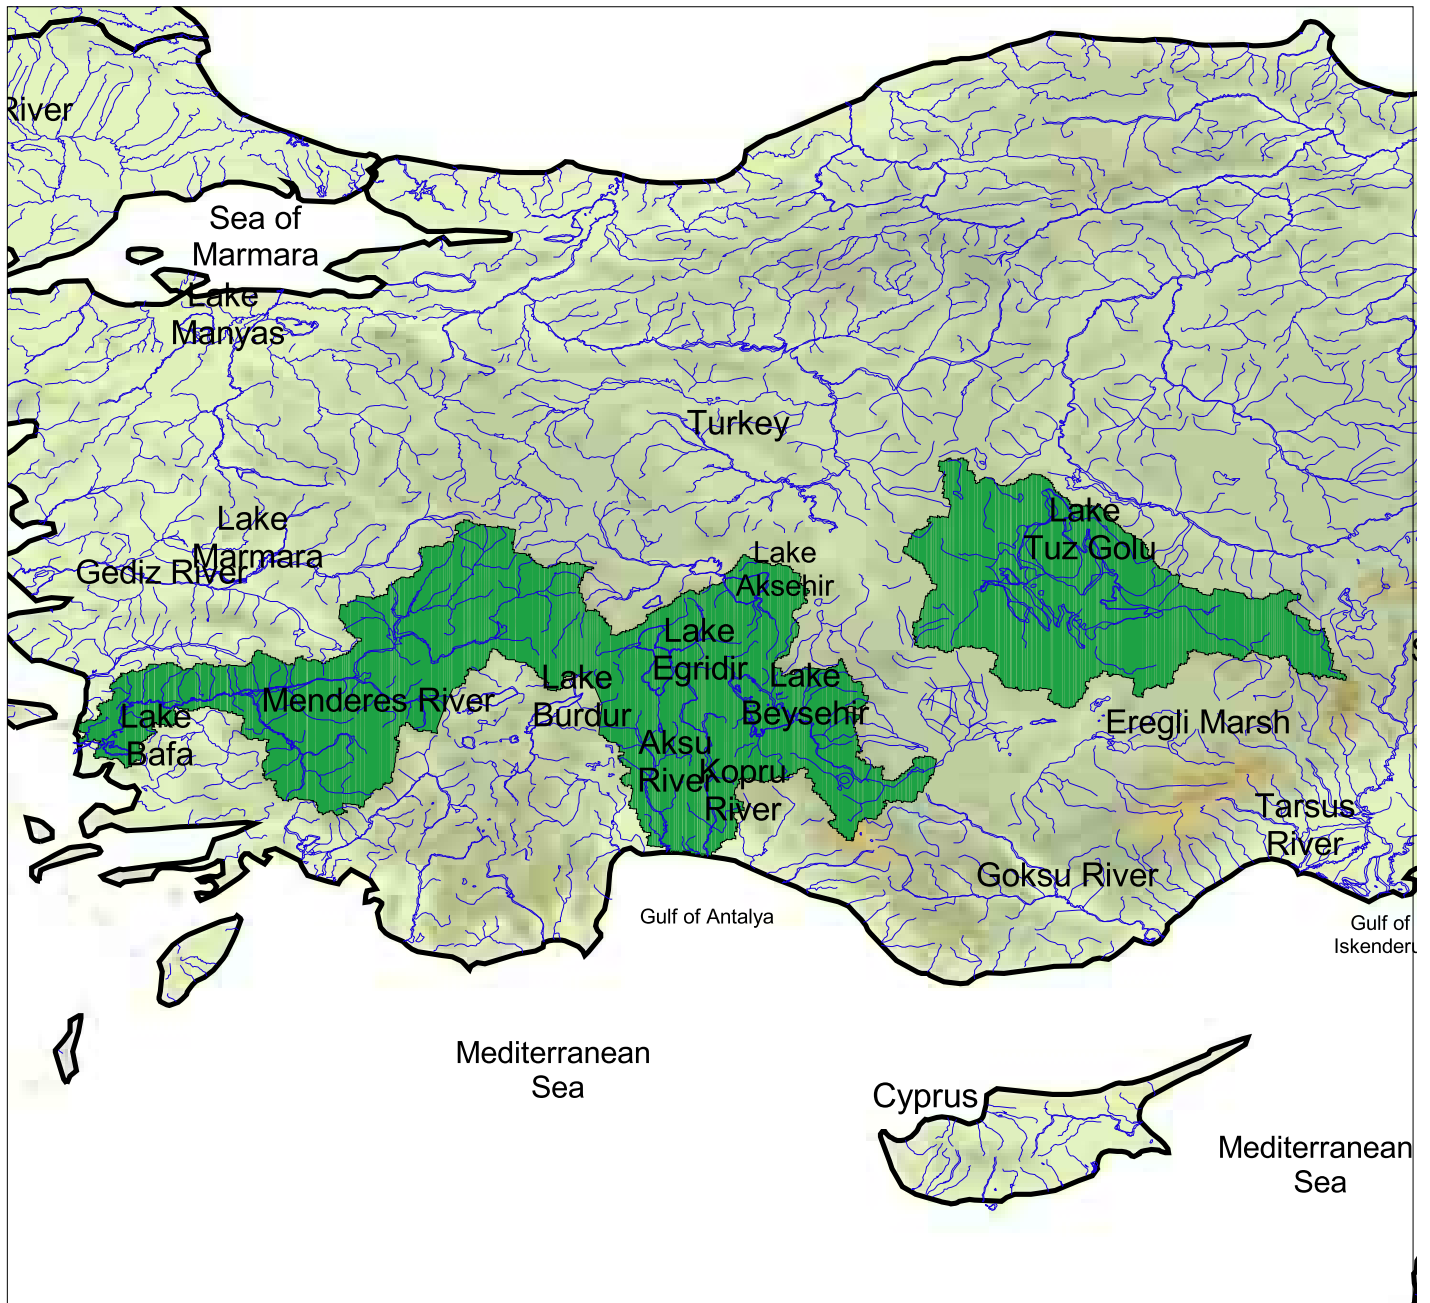 River
Sea of
Marmara
Lake
Manyas
Turkey
Lake
Marmara
Gediz River
Lake
Tuz Golu
Lake
Aksehir
Lake
Egridir
Lake
Burdur
Lake
Beysehir
Menderes River
Lake
Bafa
Aksu
River
Kopru
River
Eregli Marsh
Tarsus
River
Goksu River
Gulf of Antalya
Gulf of
Iskenderu
Mediterranean
Sea
Cyprus
Mediterranean
Sea